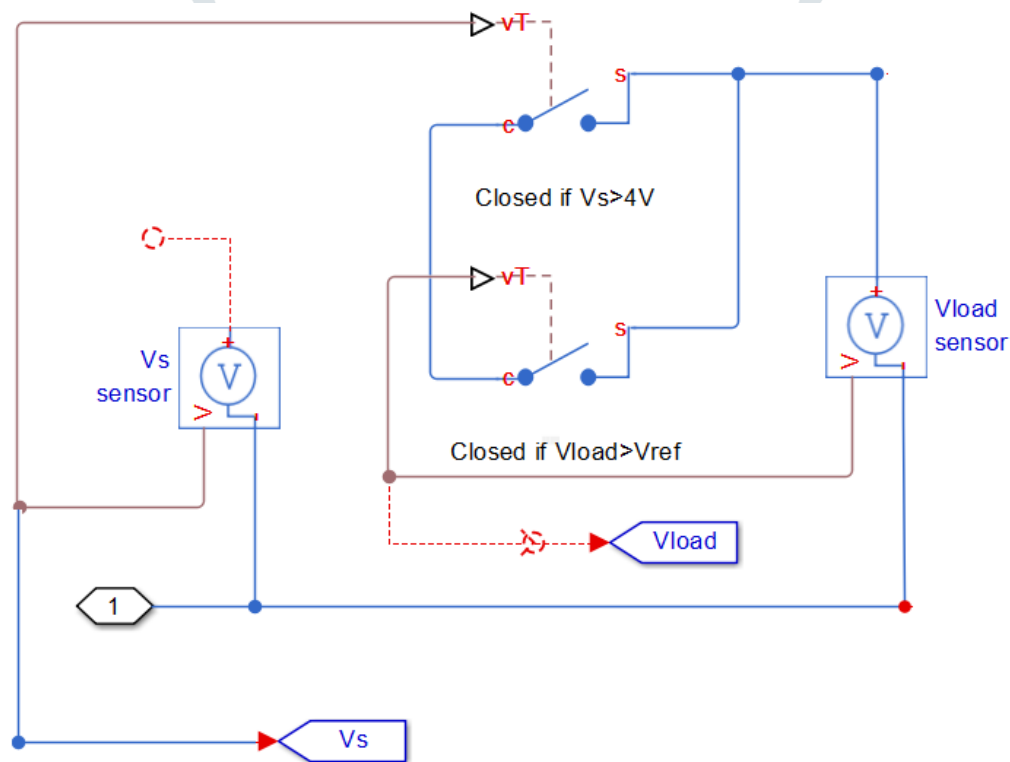 vT
s
c
Closed if Vs>4V
vT
s
c
Closed if Vload>Vref
+
V
V
-
Vs
sensor
+
V
V
-
Vload
sensor
Vload
1
Vs